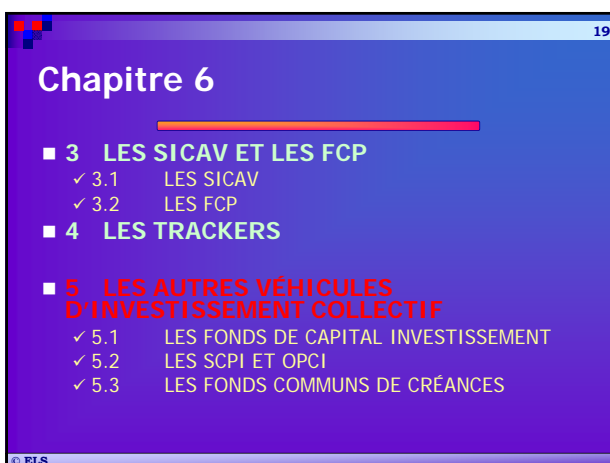 19
Chapitre 6
3 LES SICAV ET LES FCP
3.1 LES SICAV
3.2 LES FCP
4 LES TRACKERS
5 LES AUTRES VÉHICULES
D'INVESTISSEMENT COLLECTIF
5.1 LES FONDS DE CAPITAL INVESTISSEMENT
5.2 LES SCPI ET OPCI
5.3 LES FONDS COMMUNS DE CRÉANCES
© ELS